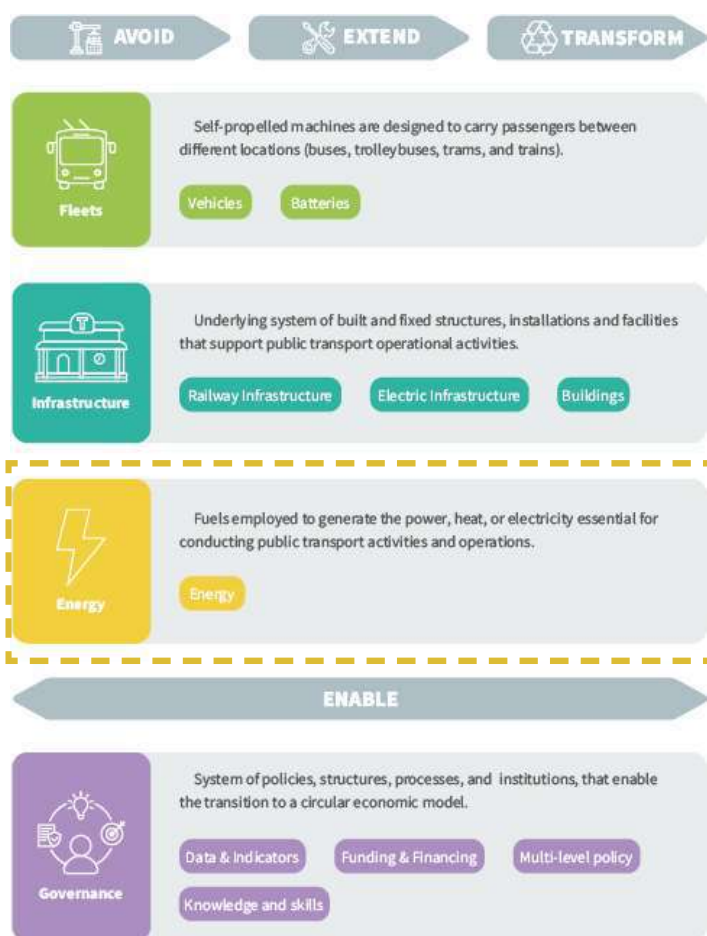 AVOID
EXTEND
TRANSFORM
Self-propelled machines are designed to carry passengers between
different locations (buses, trolleybuses, trams, and trains).
Vehicles
Batteries
Fleets
T
Underlying system of built and fixed structures, installations and facilities
that support public transport operational activities.
Railway Infrastructure
Electric Infrastructure
Buildings
Infrastructure
Fuels employed to generate the power, heat, or electricity essential for
conducting public transport activities and operations.
Energy
Energy
ENABLE
System of policies, structures, processes, and institutions, that enable
the transition to a circular economic model.
Data & Indicators
Funding & Financing
Multi-level policy
Governance
Knowledge and skills